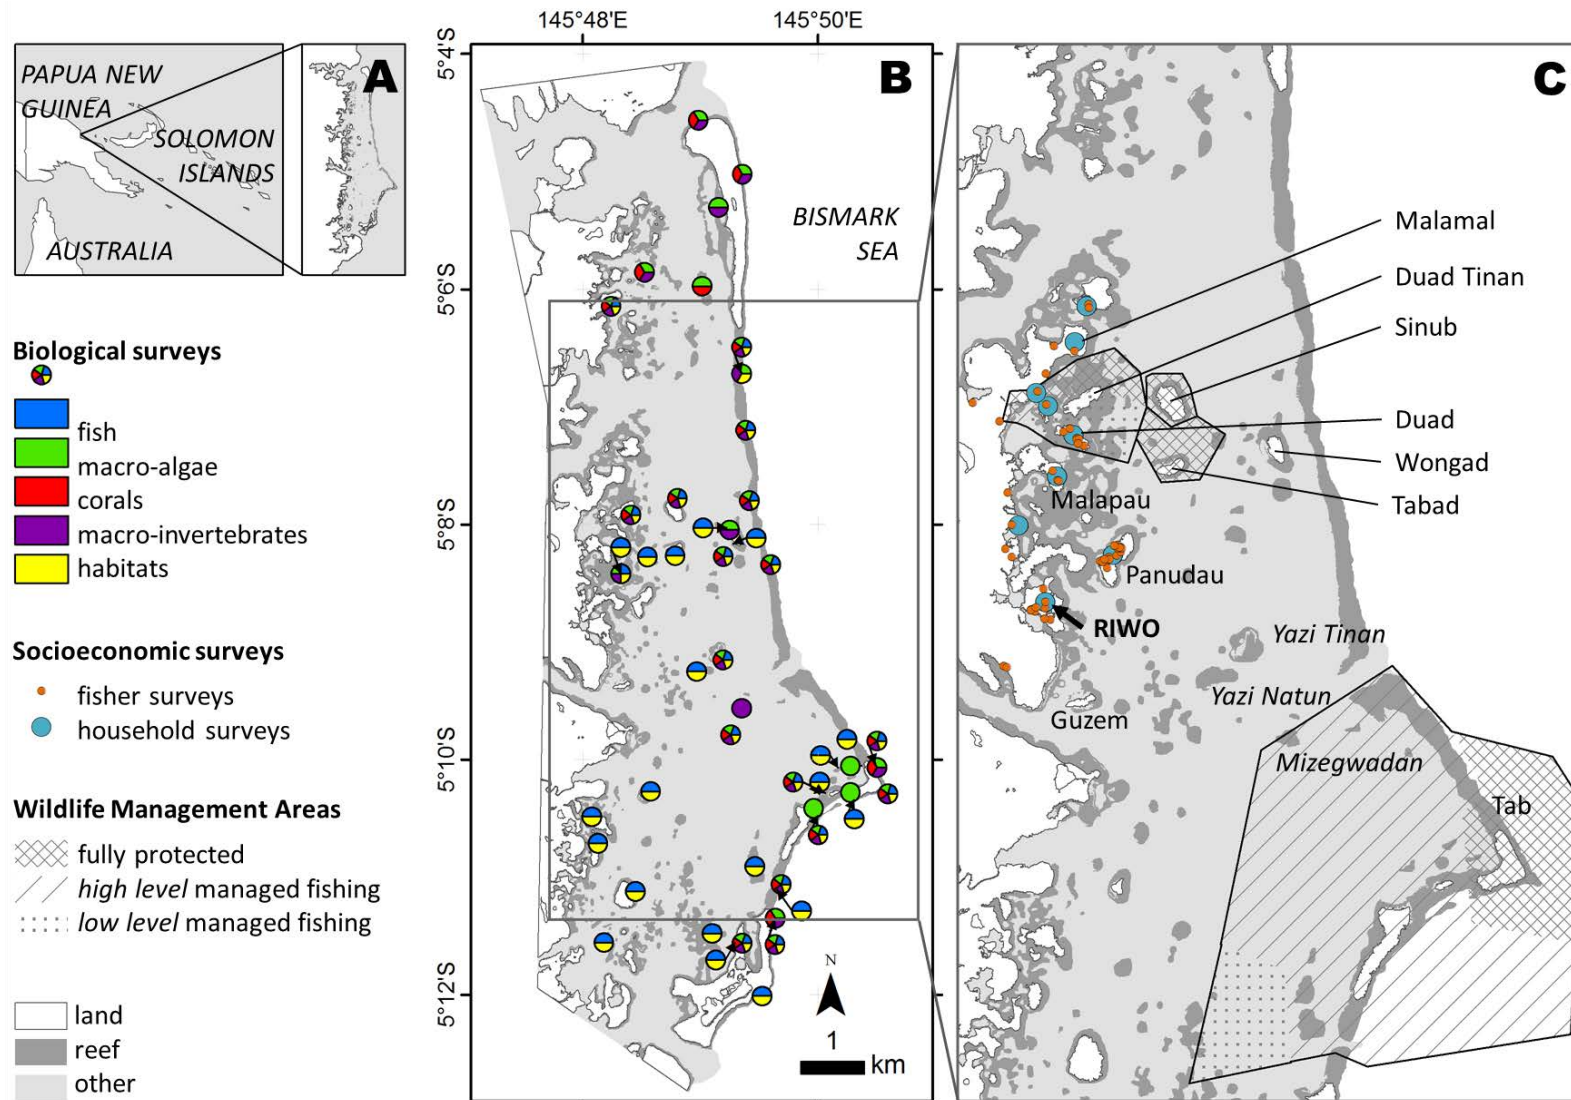 145°48'E
145°50'E
A
PAPUA NEW
GUINEA
SOLOMON
ISLANDS
AUSTRALIA
Biological surveys
fish
macro-algae
corals
macro-invertebrates
habitats
Socioeconomic surveys
fisher surveys
household surveys
Wildlife Management Areas
fully protected
high level managed fishing
low level managed fishing
land
reef
other
B
5°4'S
5°6'S
5°8'S
5°10'S
5°12'S
BISMARK
SEA
N
1
km
C
Malamal
Duad Tinan
Sinub
Duad
Wongad
Tabad
Malapau
Panudau
RIWO
Yazi Tinan
Yazi Natun
Guzem
Mizegwadan
Tab